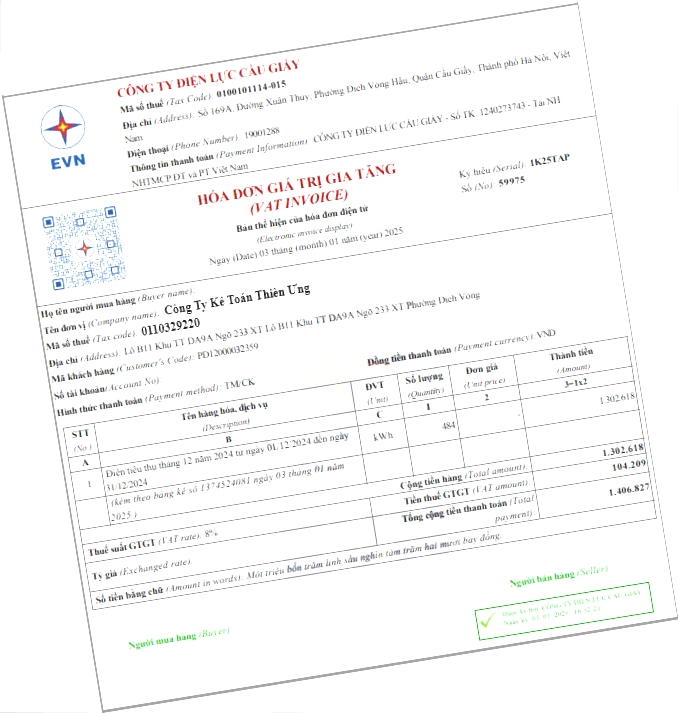 CÔNG TY ĐIỆN LỰC CẦU GIẤY
Mã số thuế (Tax Code): 0100101114-015
Địa chỉ (Address): Số 169A, Đường Xuân Thuỷ, Phường Dịch Vọng Hậu, Quận Cầu Giấy, Thành phố Hà Nội, Việt
Nam
Điện thoại (Phone Number): 19001288
Thông tin thanh toán (Payment Information): CÔNG TY ĐIỆN LỰC CẦU GIẤY - Số TK: 1240273743 - Tại NH
NHTMCP ĐT và PT Việt Nam
EVN
HÓA ĐƠN GIÁ TRỊ GIA TĂNG
(VAT INVOICE)
Bản thể hiện của hóa đơn điện tử
(Electronic invoice display)
Ngày (Date) 03 tháng (month) 01 năm (year) 2025
Ký hiệu (Serial): 1K25TAP
Số (No): 59975
Họ tên người mua hàng (Buyer name):
Tên đơn vị (Company name): Công Ty Kế Toán Thiên Ưng
Mã số thuế (Tax code): 0110329220
Địa chỉ (Address): Lô B11 Khu TT DA9A Ngõ 233 XT Lô B11 Khu TT DA9A Ngõ 233 XT Phường Dịch Vọng
Mã khách hàng (Customer's Code): PD12000032359
Số tài khoản (Account No):
Hình thức thanh toán (Payment method): TM/CK
Đồng tiền thanh toán (Payment currency): VND
STT (No.) Tên hàng hóa, dịch vụ (Description) ĐVT (Unit) Số lượng (Quantity) Đơn giá (Unit price) Thành tiền (Amount)
A B C 1 2 3=1x2
1 Điện tiêu thụ tháng 12 năm 2024 từ ngày 01/12/2024 đến ngày kWh 484 1.302.618
31/12/2024
(kèm theo bảng kê số 1374524081 ngày 03 tháng 01 năm
2025 )
Cộng tiền hàng (Total amount): 1.302.618
Tiền thuế GTGT (VAT amount): 104.209
Thuế suất GTGT (VAT rate): 8%
Tổng cộng tiền thanh toán (Total
payment): 1.406.827
Tỷ giá (Exchanged rate):
Số tiền bằng chữ (Amount in words): Một triệu bốn trăm linh sáu nghìn tám trăm hai mươi bảy đồng.
Người mua hàng (Buyer)
Người bán hàng (Seller)
CÔNG TY ĐIỆN LỰC CẦU GIẤY